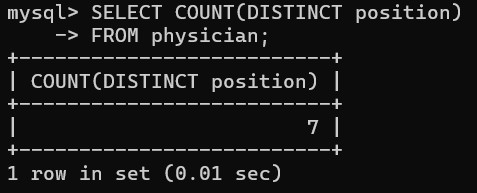 mysql> SELECT COUNT(DISTINCT position)
    -> FROM physician;
+--------------------------+
| COUNT(DISTINCT position) |
+--------------------------+
|                        7 |
+--------------------------+
1 row in set (0.01 sec)